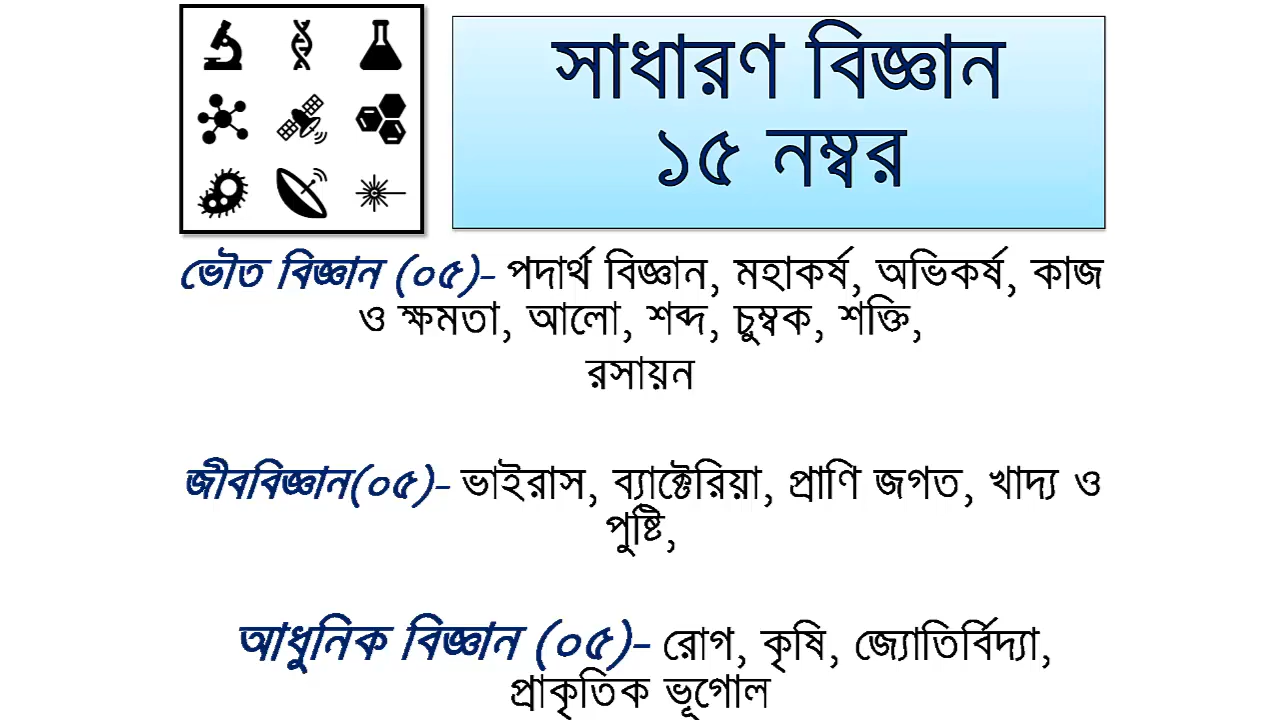 সাধারণ বিজ্ঞান
১৫ নম্বর
ভৌত বিজ্ঞান (০৫)- পদার্থ বিজ্ঞান, মহাকর্ষ, অভিকর্ষ, কাজ
ও ক্ষমতা, আলো, শব্দ, চুম্বক, শক্তি,
রসায়ন
জীববিজ্ঞান(০৫)- ভাইরাস, ব্যাক্টেরিয়া, প্রাণি জগত, খাদ্য ও
পুষ্টি,
আধুনিক বিজ্ঞান (০৫)- রোগ, কৃষি, জ্যোতির্বিদ্যা,
প্রাকৃতিক ভূগোল